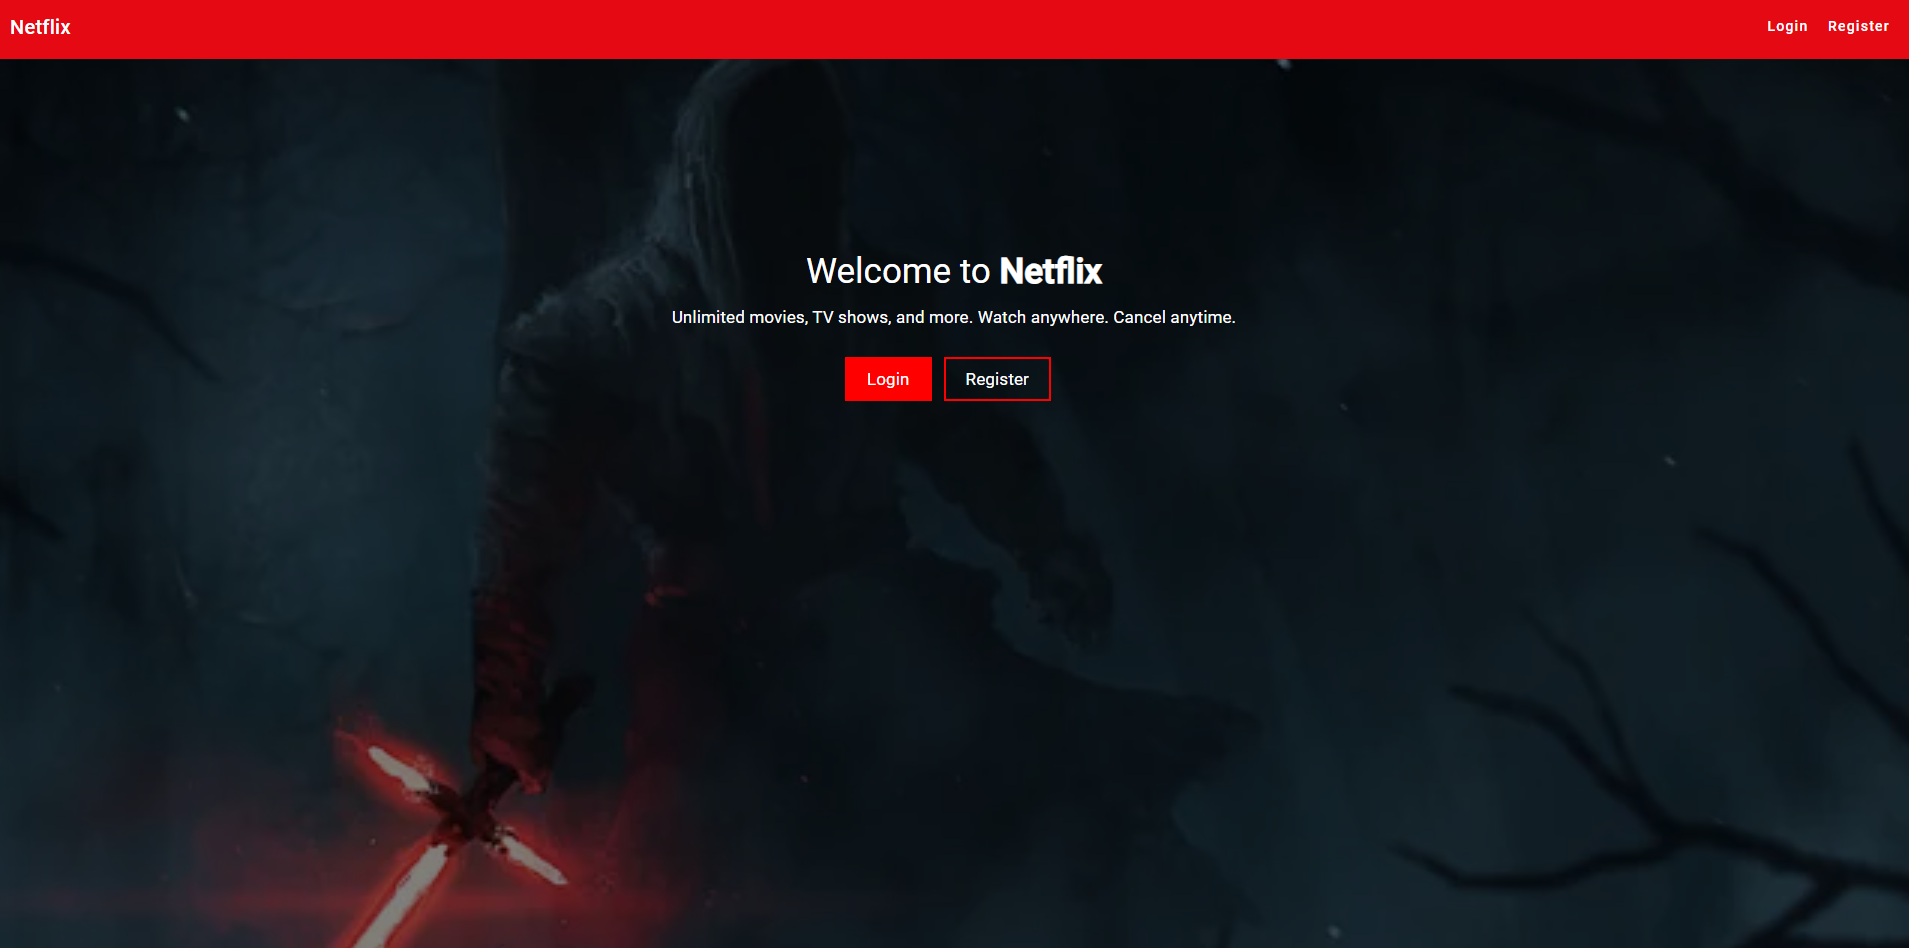 Netflix
Login Register
Welcome to Netflix
Unlimited movies, TV shows, and more. Watch anywhere. Cancel anytime.
Login Register